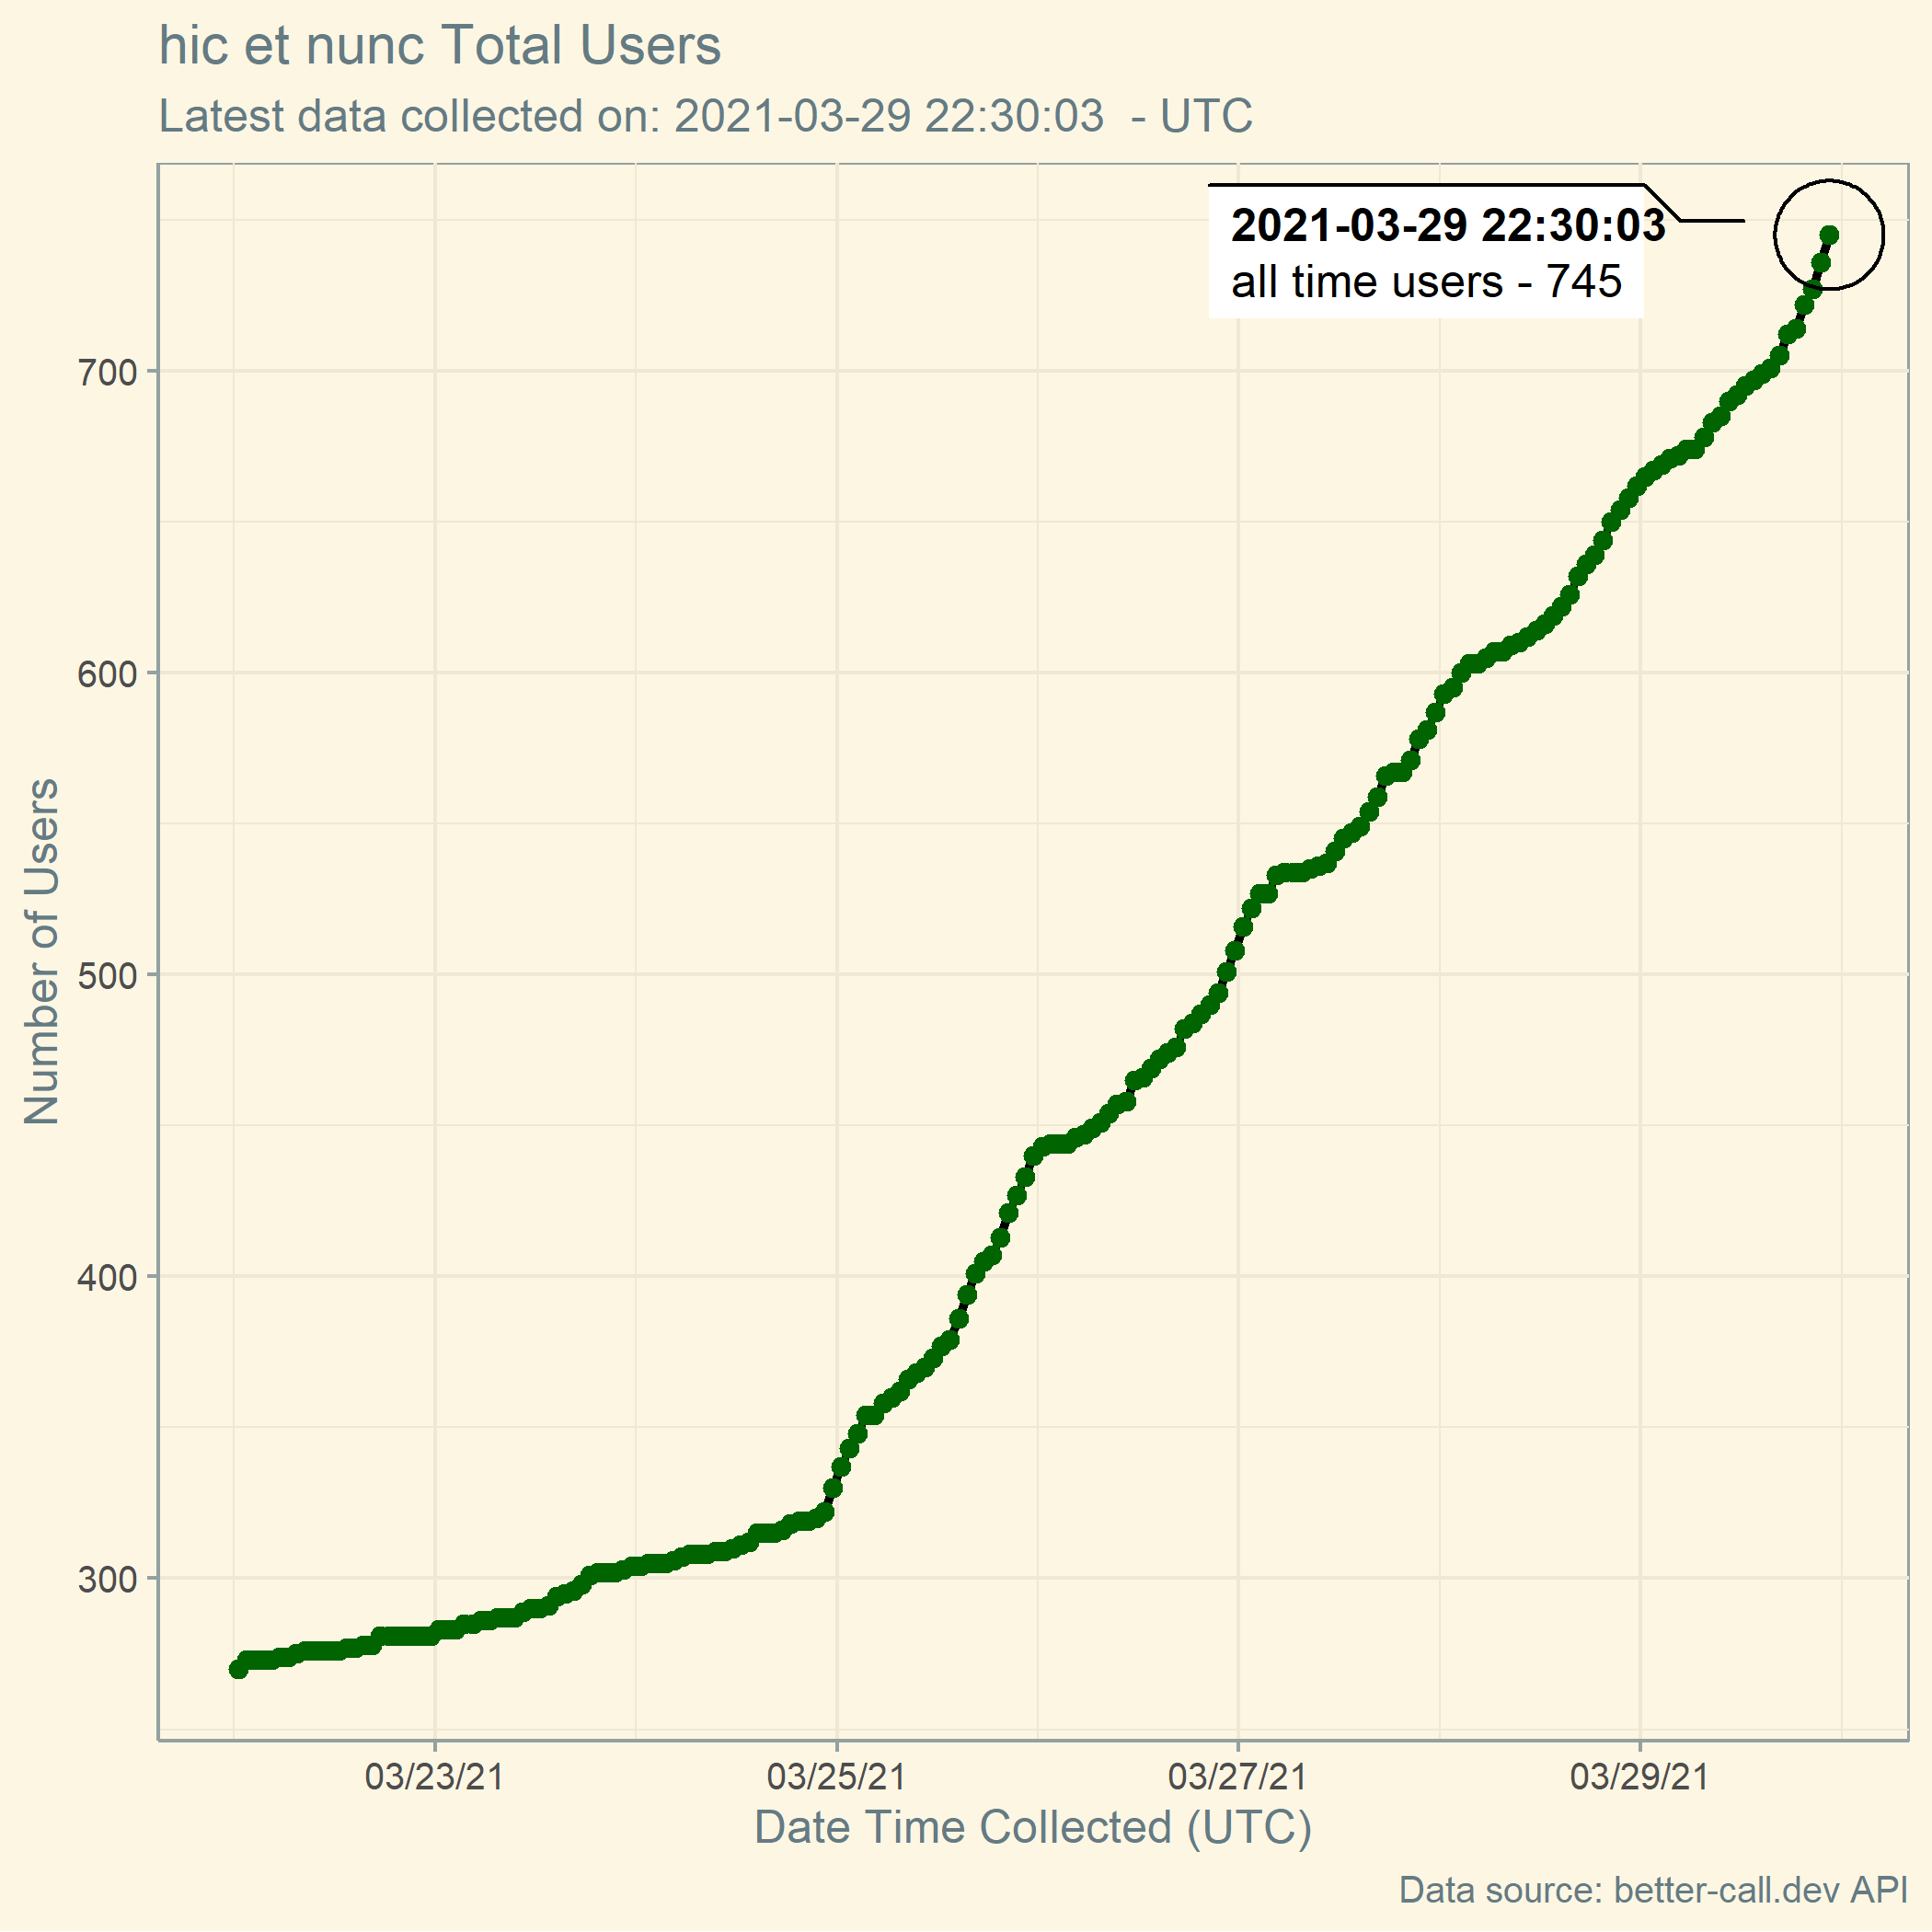 hic et nunc Total Users
Latest data collected on: 2021-03-29 22:30:03  - UTC
2021-03-29 22:30:03
all time users - 745
Number of Users
700
600
500
400
300
03/23/21
03/25/21
03/27/21
03/29/21
Date Time Collected (UTC)
Data source: better-call.dev API